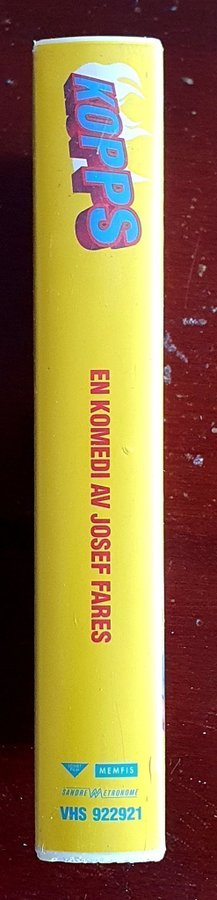 KOPPS
EN KOMEDI AV JOSEF FARES
MEMFIS
SANDREW METRONOME
VHS 922921